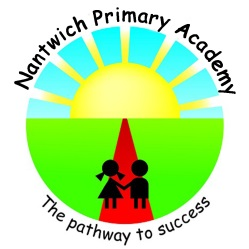 Nantwich Primary Academy
The pathway to success